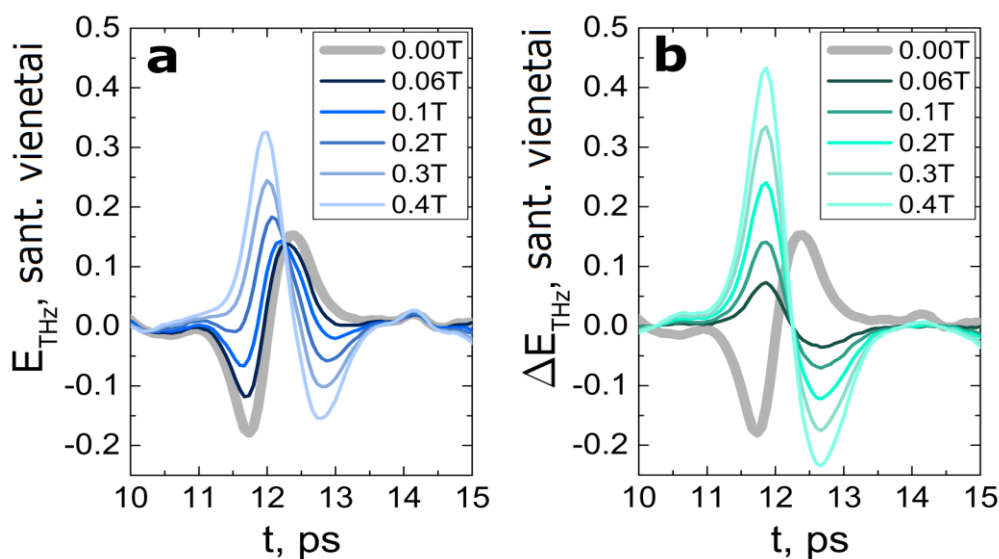 a
E_THz, sant. vienetai
0.5
0.4
0.3
0.2
0.1
0.0
-0.1
-0.2
0.00T
0.06T
0.1T
0.2T
0.3T
0.4T
10 11 12 13 14 15
t, ps
b
ΔE_THz, sant. vienetai
0.5
0.4
0.3
0.2
0.1
0.0
-0.1
-0.2
0.00T
0.06T
0.1T
0.2T
0.3T
0.4T
10 11 12 13 14 15
t, ps